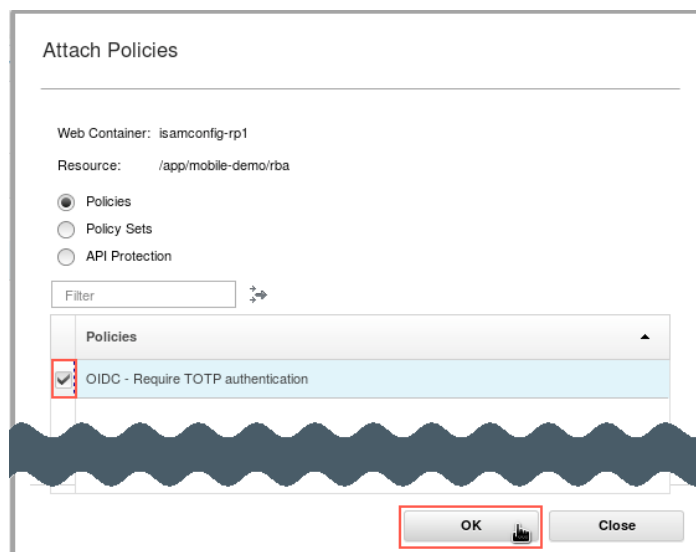 Attach Policies
Web Container: isamconfig-rp1
Resource: /app/mobile-demo/rba
Policies
Policy Sets
API Protection
Filter
Policies
OIDC - Require TOTP authentication
OK Close